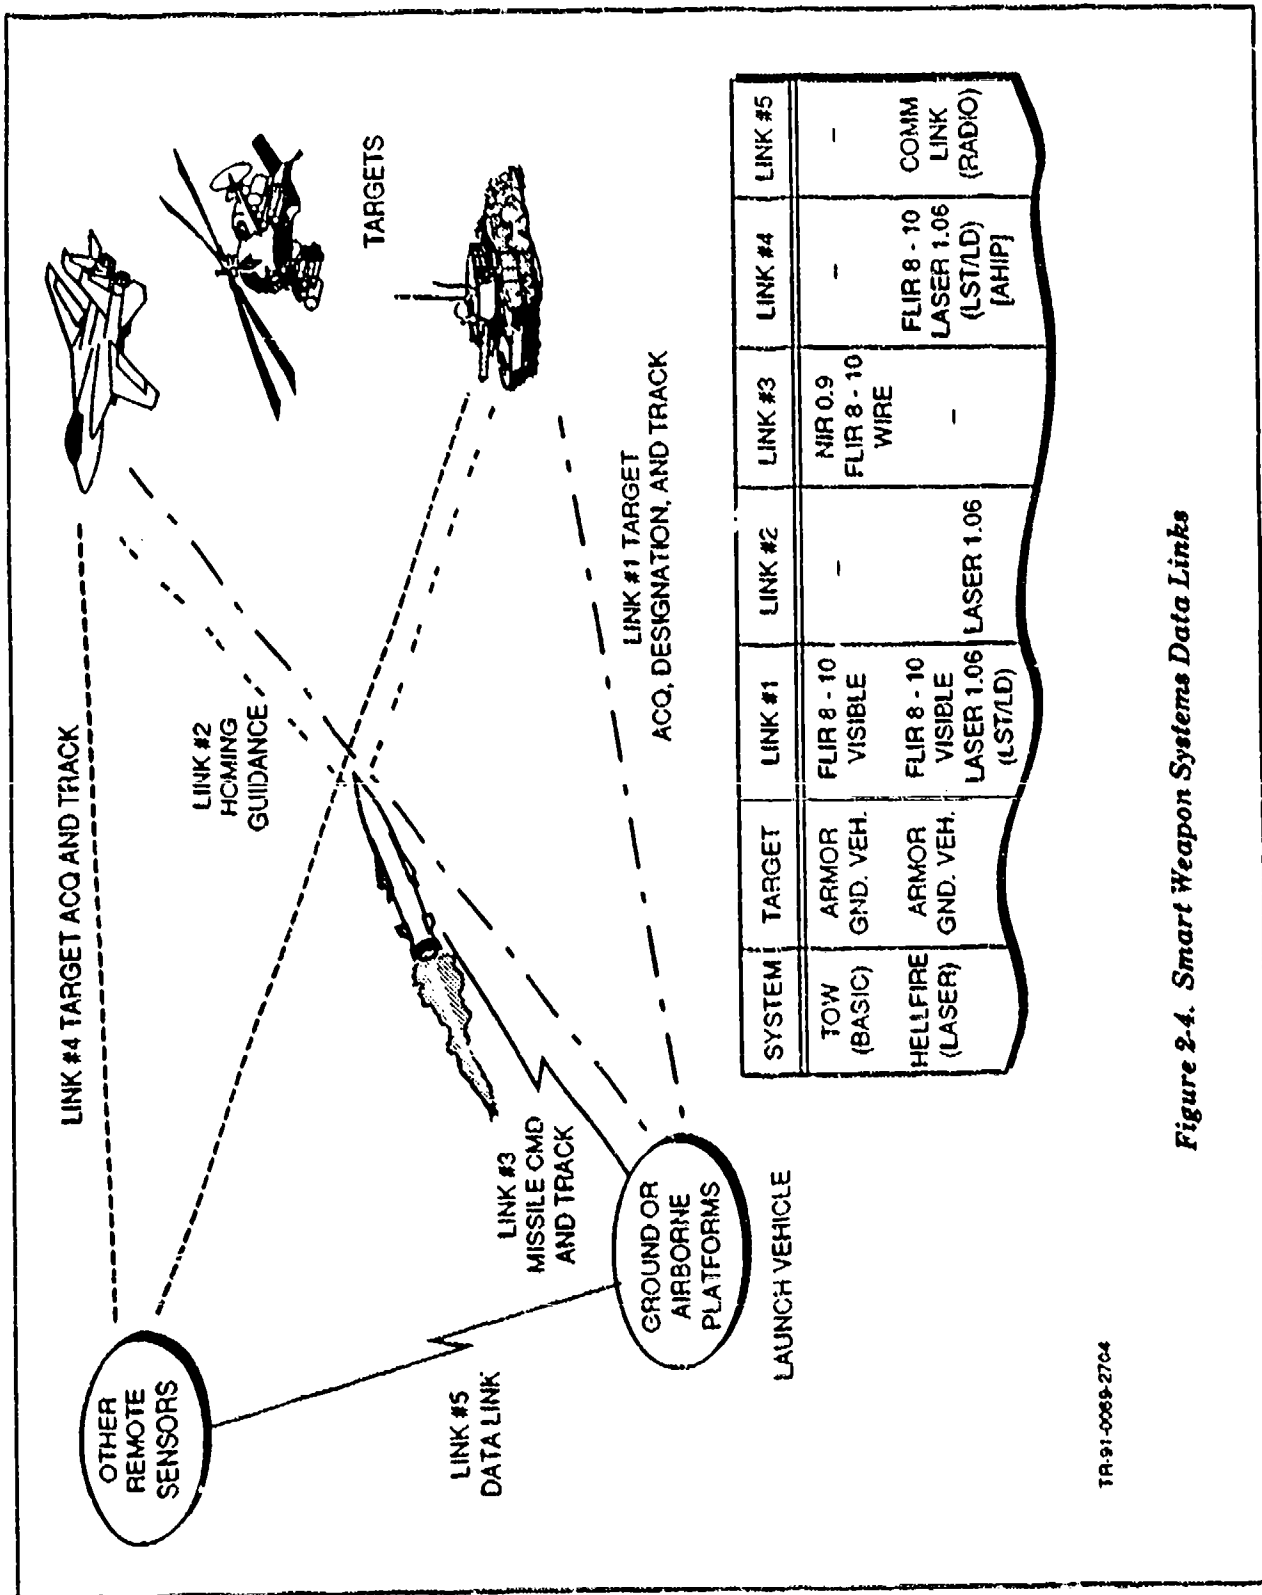 LINK #4 TARGET ACQ AND TRACK
OTHER
REMOTE
SENSORS
LINK #2
HOMING
GUIDANCE
TARGETS
LINK #5
DATA LINK
LINK #3
MISSILE CMD
AND TRACK
GROUND OR
AIRBORNE
PLATFORMS
LAUNCH VEHICLE
LINK #1 TARGET
ACQ, DESIGNATION, AND TRACK
SYSTEM TARGET LINK #1 LINK #2 LINK #3 LINK #4 LINK #5
TOW ARMOR FLIR 8 - 10 – NIR 0.9 – –
(BASIC) GND. VEH. VISIBLE FLIR 8 - 10
WIRE
HELLFIRE ARMOR FLIR 8 - 10 FLIR 8 - 10 COMM
(LASER) GND. VEH. VISIBLE – LASER 1.06 LINK
LASER 1.06 LASER 1.06 (LST/LD) (RADIO)
(LST/LD) [AHIP]
TR-91-0069-2704
Figure 2-4. Smart Weapon Systems Data Links